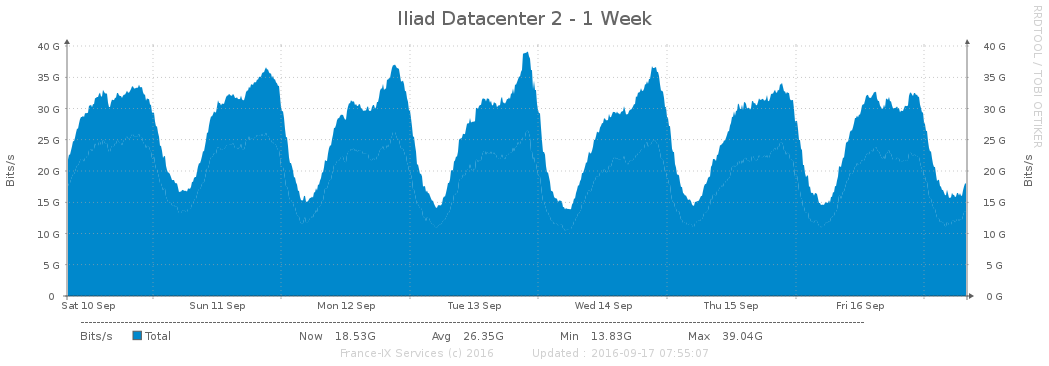 Iliad Datacenter 2 - 1 Week
RRDTOOL / TOBI OETIKER
Bits/s
Bits/s
40 G
35 G
30 G
25 G
20 G
15 G
10 G
5 G
0
40 G
35 G
30 G
25 G
20 G
15 G
10 G
5 G
0 G
Sat 10 Sep Sun 11 Sep Mon 12 Sep Tue 13 Sep Wed 14 Sep Thu 15 Sep Fri 16 Sep
Bits/s Total Now 18.53G Avg 26.35G Min 13.83G Max 39.04G
France-IX Services (c) 2016 Updated : 2016-09-17 07:55:07